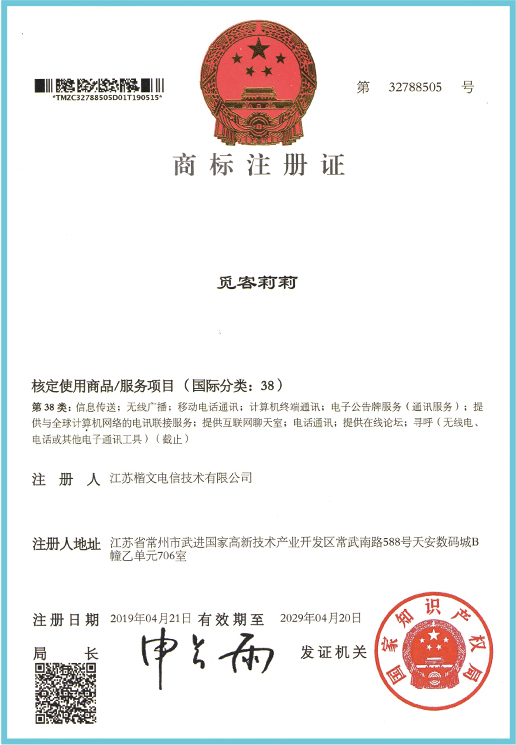 第 32788505 号
*TMZC32788505D01T190515*
商标注册证
觅客莉莉
核定使用商品/服务项目（国际分类：38）
第38类：信息传送；无线广播；移动电话通讯；计算机终端通讯；电子公告牌服务（通讯服务）；提
供与全球计算机网络的电讯联接服务；提供互联网聊天室；电话通讯；提供在线论坛；寻呼（无线电、
电话或其他电子通讯工具）（截止）
注 册 人 江苏楷文电信技术有限公司
注册人地址 江苏省常州市武进国家高新技术产业开发区常武南路588号天安数码城B
幢乙单元706室
注册日期 2019年04月21日 有效期至 2029年04月20日
局 长 申长雨 发证机关
国家知识产权局